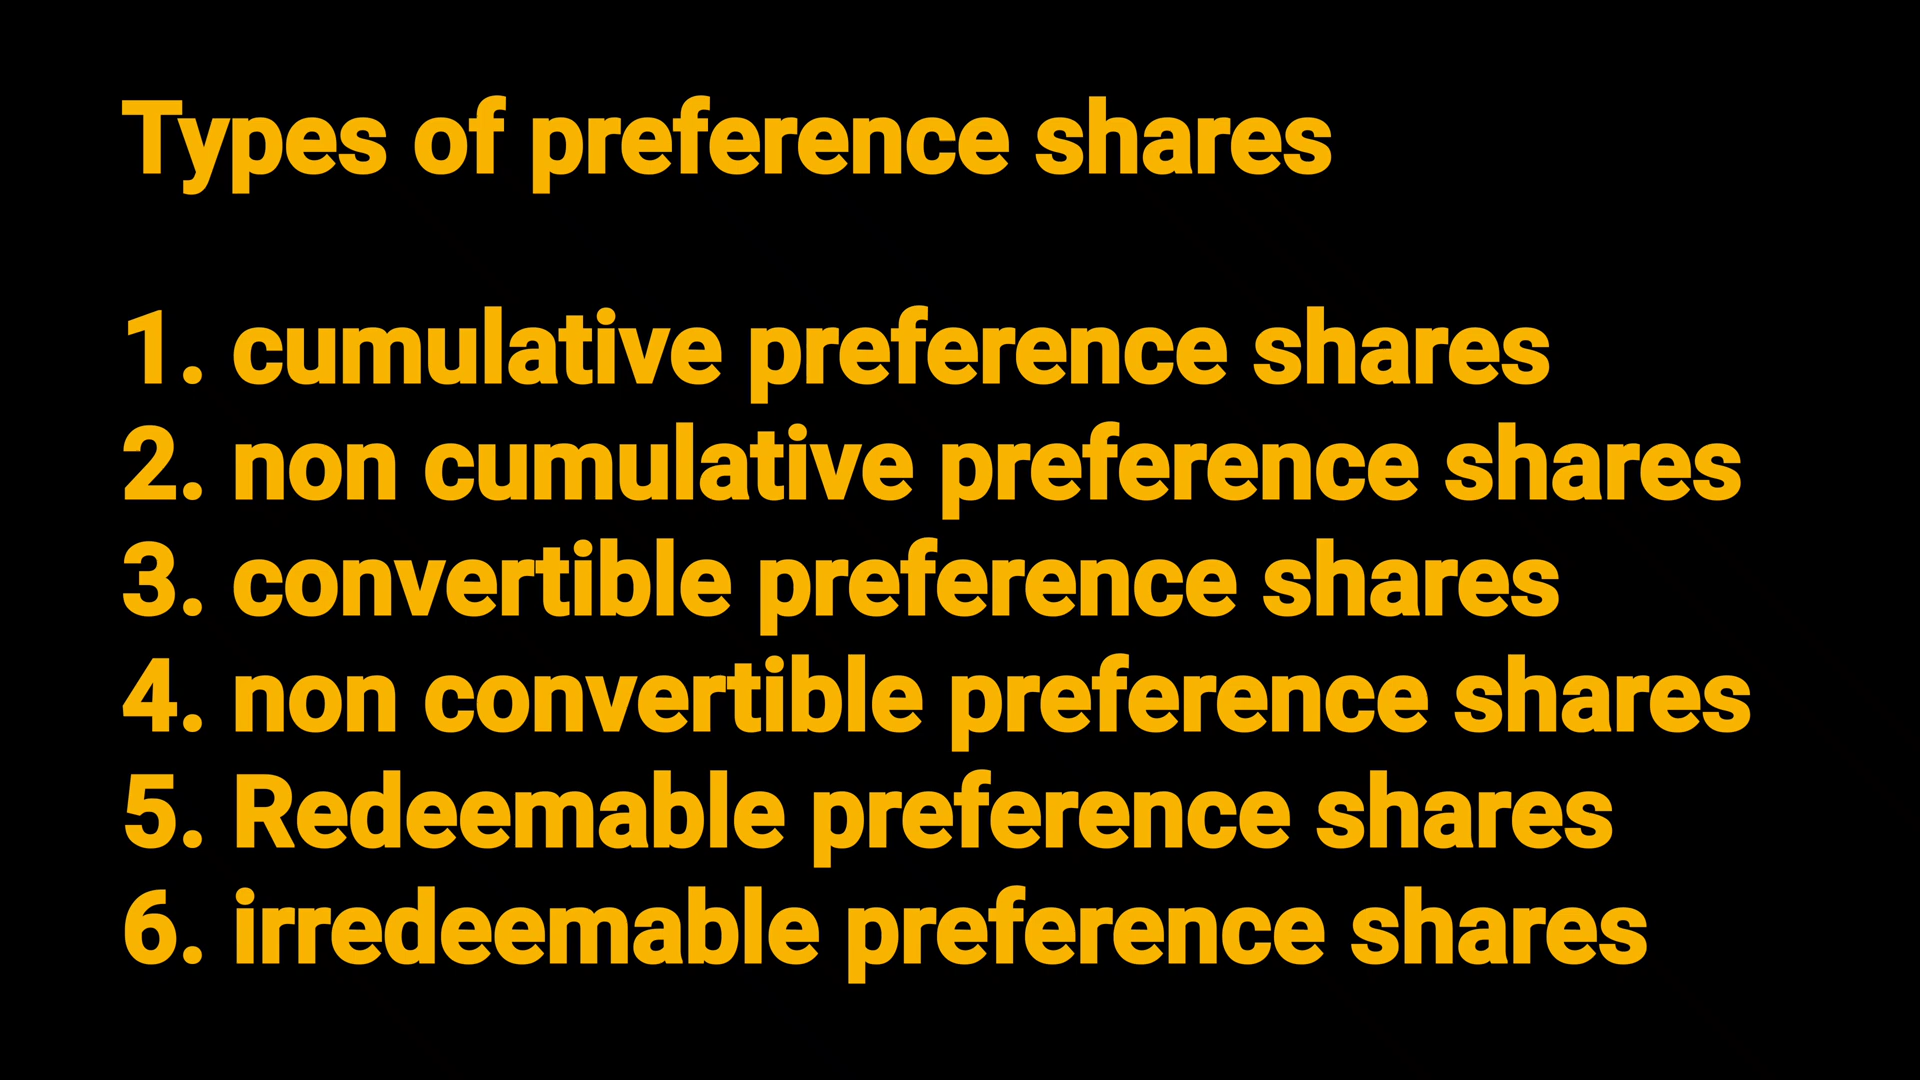 Types of preference shares
1. cumulative preference shares
2. non cumulative preference shares
3. convertible preference shares
4. non convertible preference shares
5. Redeemable preference shares
6. irredeemable preference shares